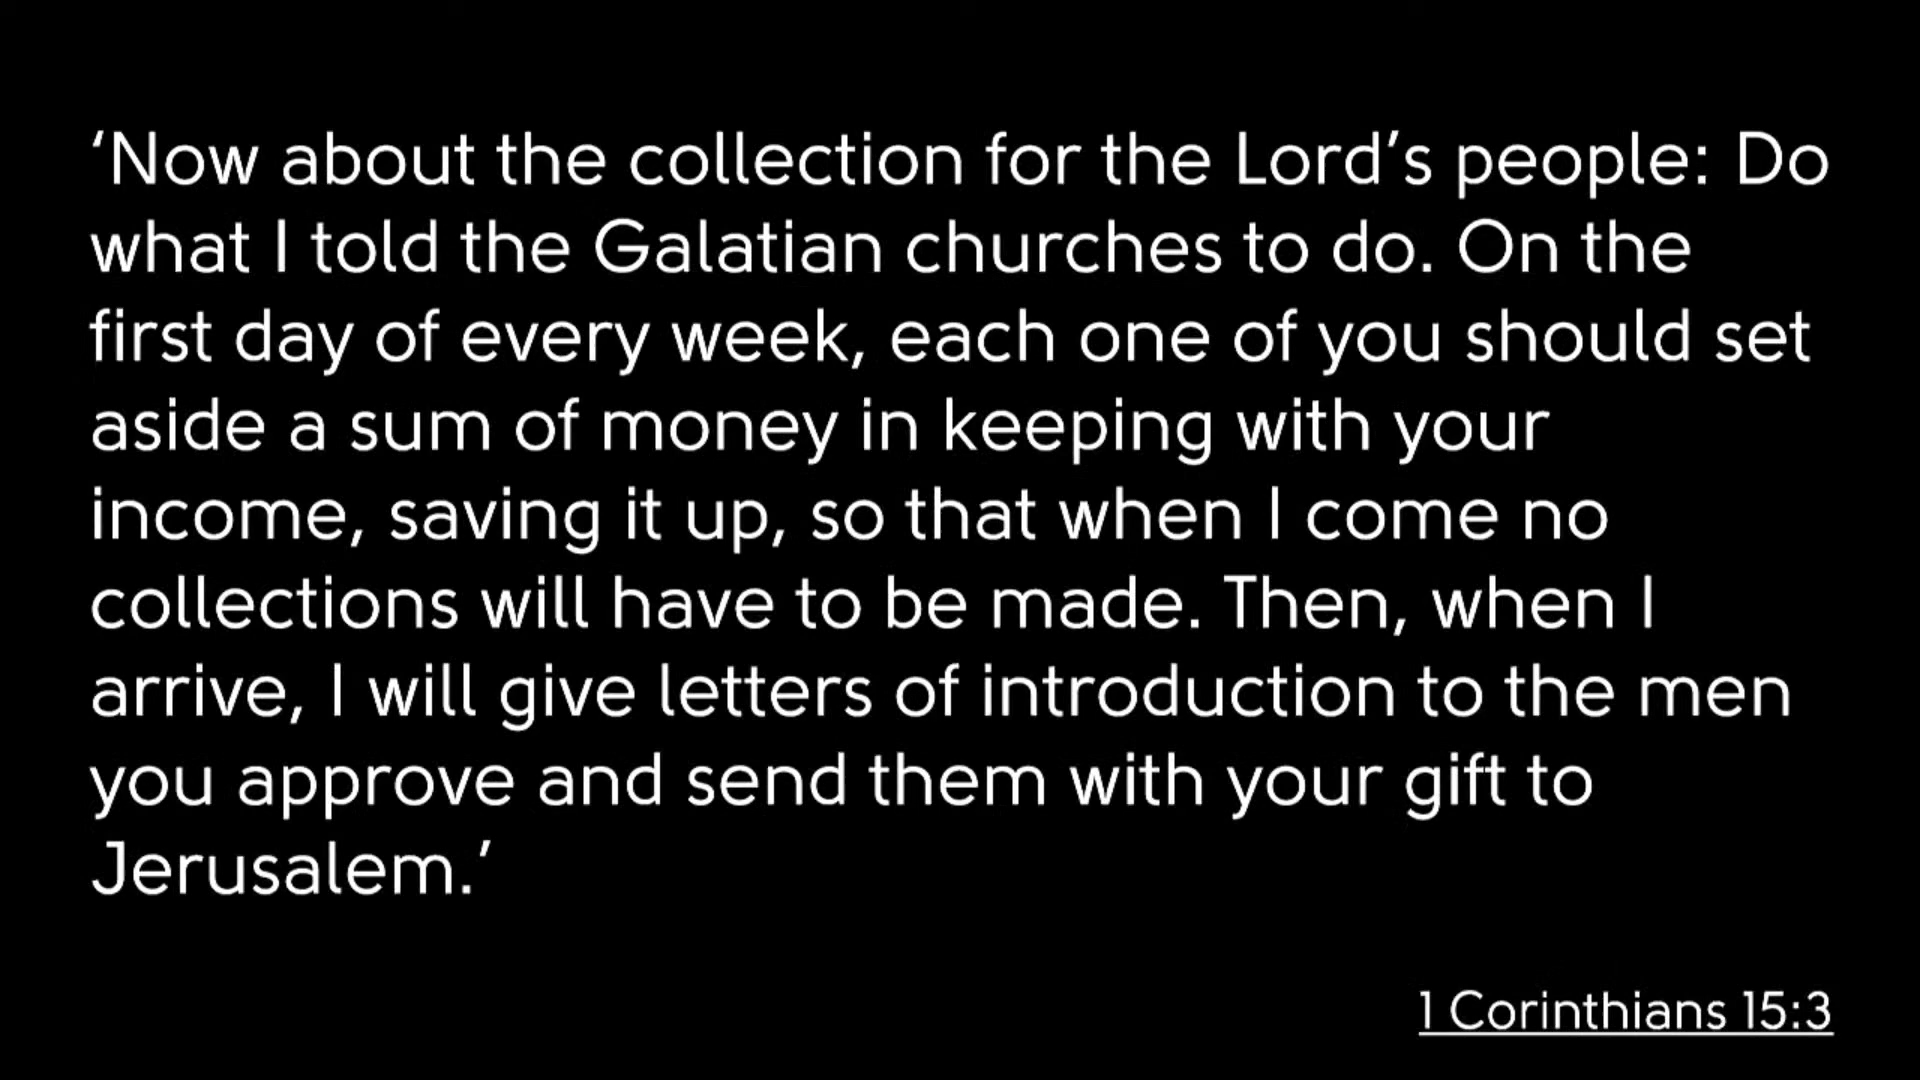 ‘Now about the collection for the Lord’s people: Do
what I told the Galatian churches to do. On the
first day of every week, each one of you should set
aside a sum of money in keeping with your
income, saving it up, so that when I come no
collections will have to be made. Then, when I
arrive, I will give letters of introduction to the men
you approve and send them with your gift to
Jerusalem.’
1 Corinthians 15:3